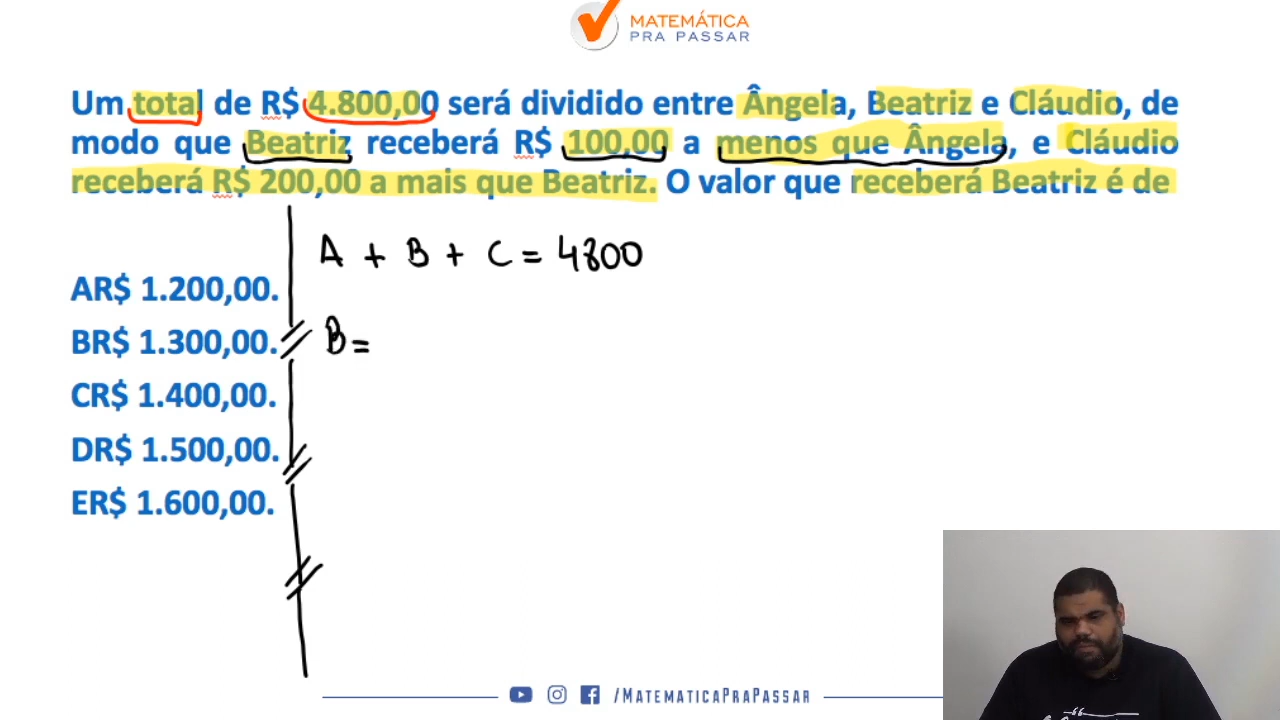 MATEMÁTICA
PRA PASSAR
Um total de R$ 4.800,00 será dividido entre Ângela, Beatriz e Cláudio, de
modo que Beatriz receberá R$ 100,00 a menos que Ângela, e Cláudio
receberá R$ 200,00 a mais que Beatriz. O valor que receberá Beatriz é de
A + B + C = 4800
AR$ 1.200,00.
BR$ 1.300,00.
B =
CR$ 1.400,00.
DR$ 1.500,00.
ER$ 1.600,00.
/MATEMATICAPRAPASSAR